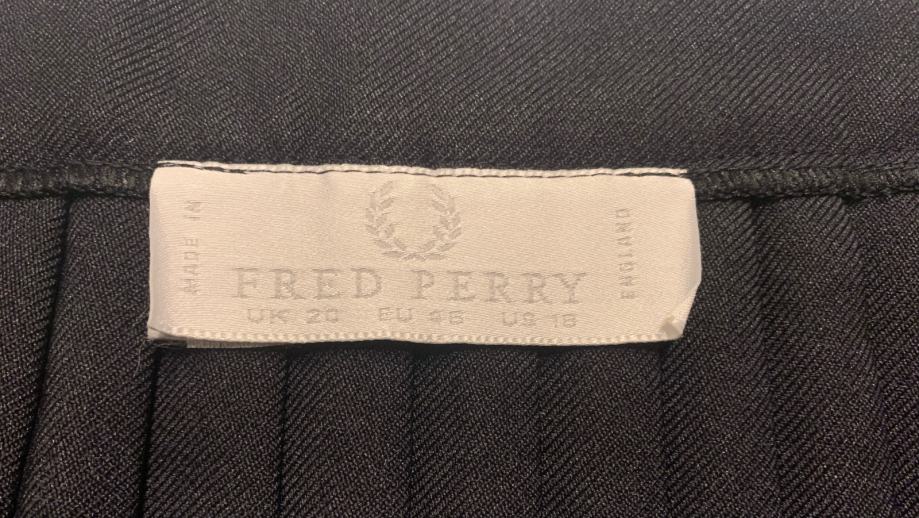 MADE IN
FRED PERRY
UK 20 EU 46 US 18
ENGLAND